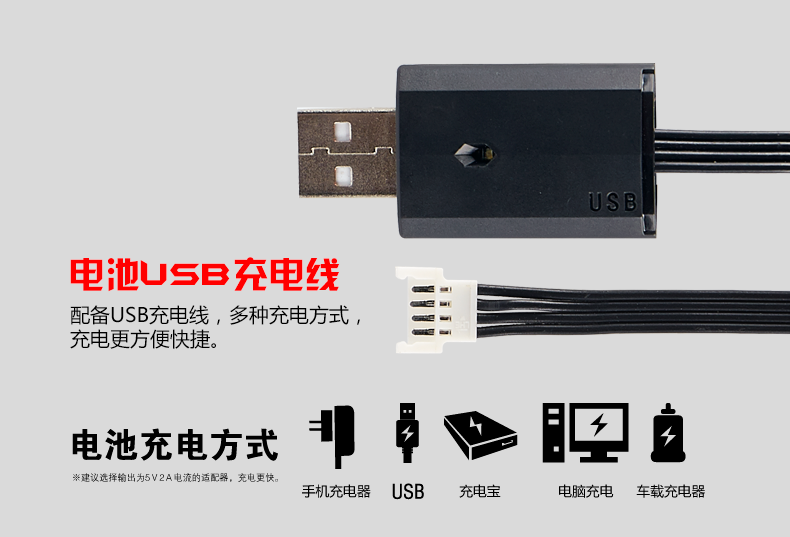 USB
电池USB充电线
配备USB充电线，多种充电方式，
充电更方便快捷。
电池充电方式
※建议选择输出为5V2A电流的适配器，充电更快。
手机充电器
USB
充电宝
电脑充电
车载充电器